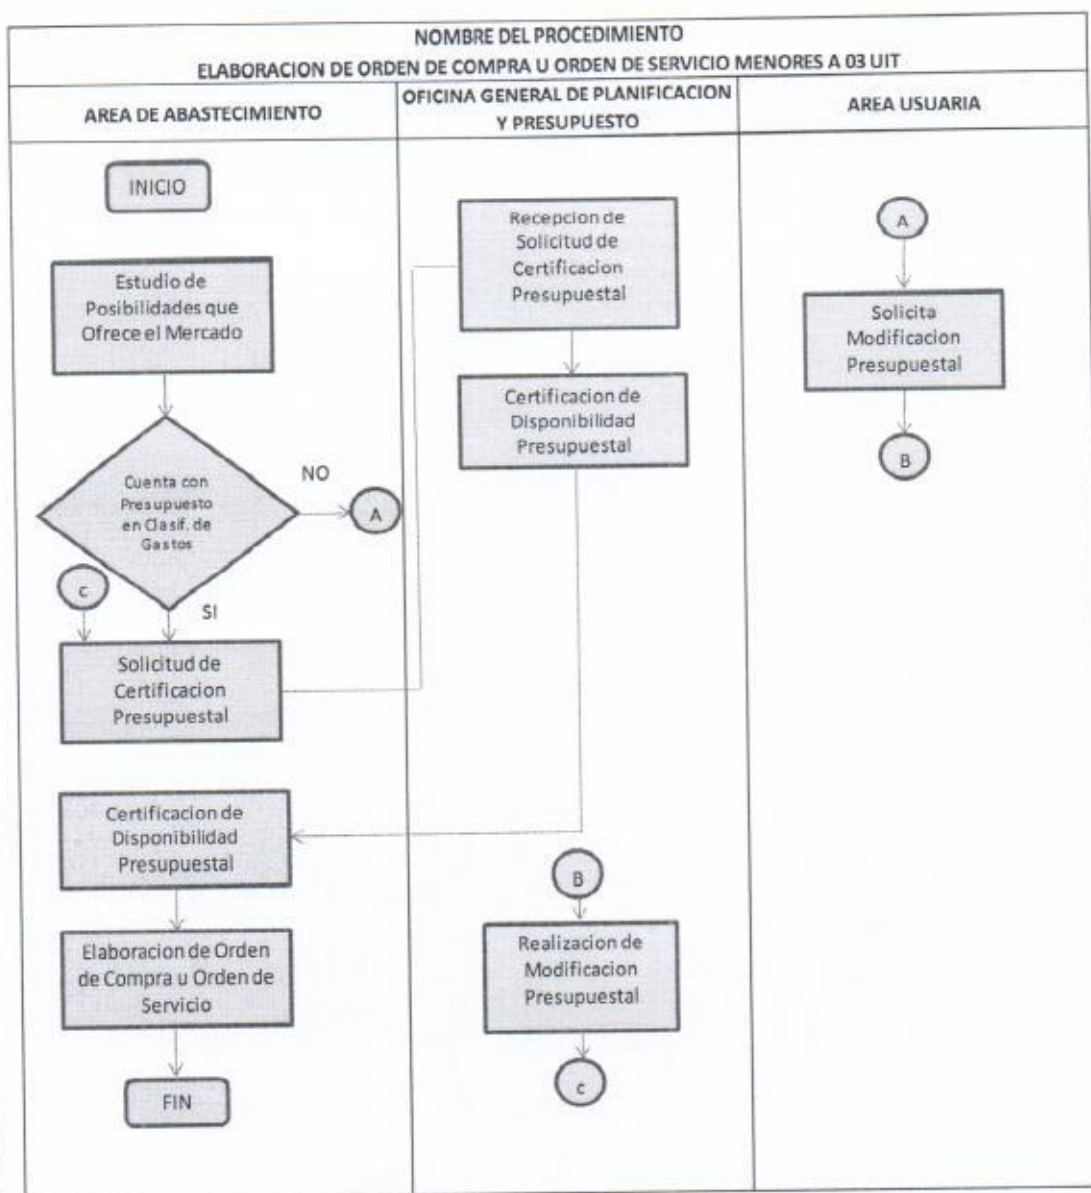 NOMBRE DEL PROCEDIMIENTO
ELABORACION DE ORDEN DE COMPRA U ORDEN DE SERVICIO MENORES A 03 UIT
AREA DE ABASTECIMIENTO
OFICINA GENERAL DE PLANIFICACION
Y PRESUPUESTO
AREA USUARIA
INICIO
Estudio de
Posibilidades que
Ofrece el Mercado
Cuenta con
Presupuesto
en Clasif. de
Gastos
NO
A
c
SI
Solicitud de
Certificacion
Presupuestal
Certificacion de
Disponibilidad
Presupuestal
Elaboracion de Orden
de Compra u Orden de
Servicio
FIN
Recepcion de
Solicitud de
Certificacion
Presupuestal
Certificacion de
Disponibilidad
Presupuestal
B
Realizacion de
Modificacion
Presupuestal
c
A
Solicita
Modificacion
Presupuestal
B